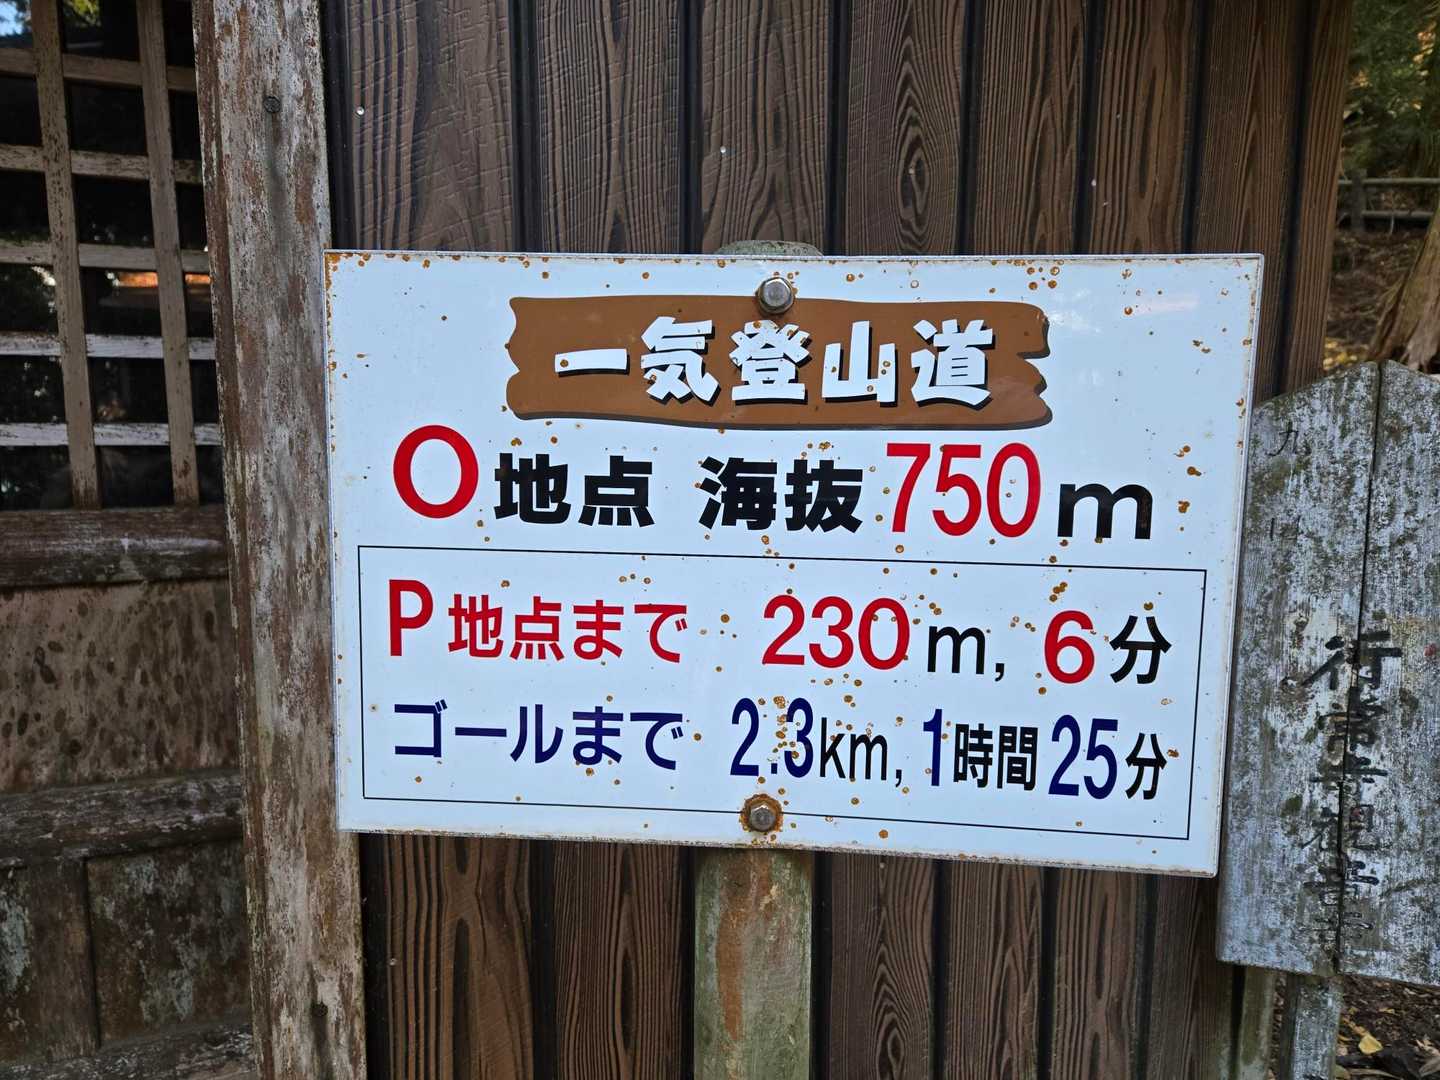 一気登山道
O地点 海抜750m
P地点まで 230m, 6分
ゴールまで 2.3km, 1時間25分